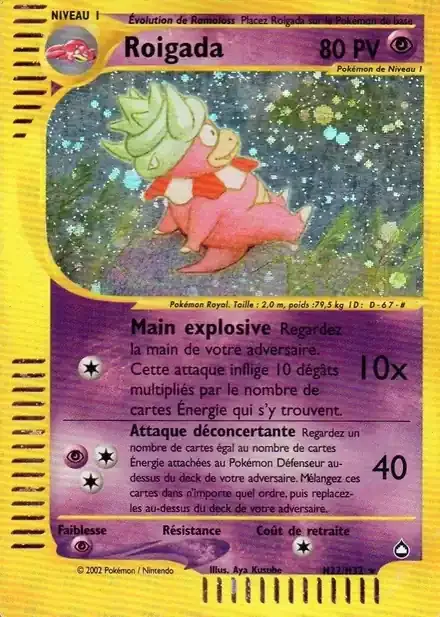 NIVEAU 1
Évolution de Ramoloss Placez Roigada sur le Pokémon de base
Roigada 80 PV
Pokémon de Niveau 1
Pokémon Royal. Taille : 2,0 m, poids :79,5 kg ID: D-67-#
Main explosive Regardez
la main de votre adversaire.
Cette attaque inflige 10 dégâts
multipliés par le nombre de
cartes Énergie qui s'y trouvent.
10x
Attaque déconcertante Regardez un
nombre de cartes égal au nombre de cartes
Énergie attachées au Pokémon Défenseur au-
dessus du deck de votre adversaire. Mélangez ces
cartes dans n'importe quel ordre, puis replacez-
les au-dessus du deck de votre adversaire.
40
Faiblesse Résistance Coût de retraite
© 2002 Pokémon / Nintendo Illus. Aya Kusube H22/H32 ★